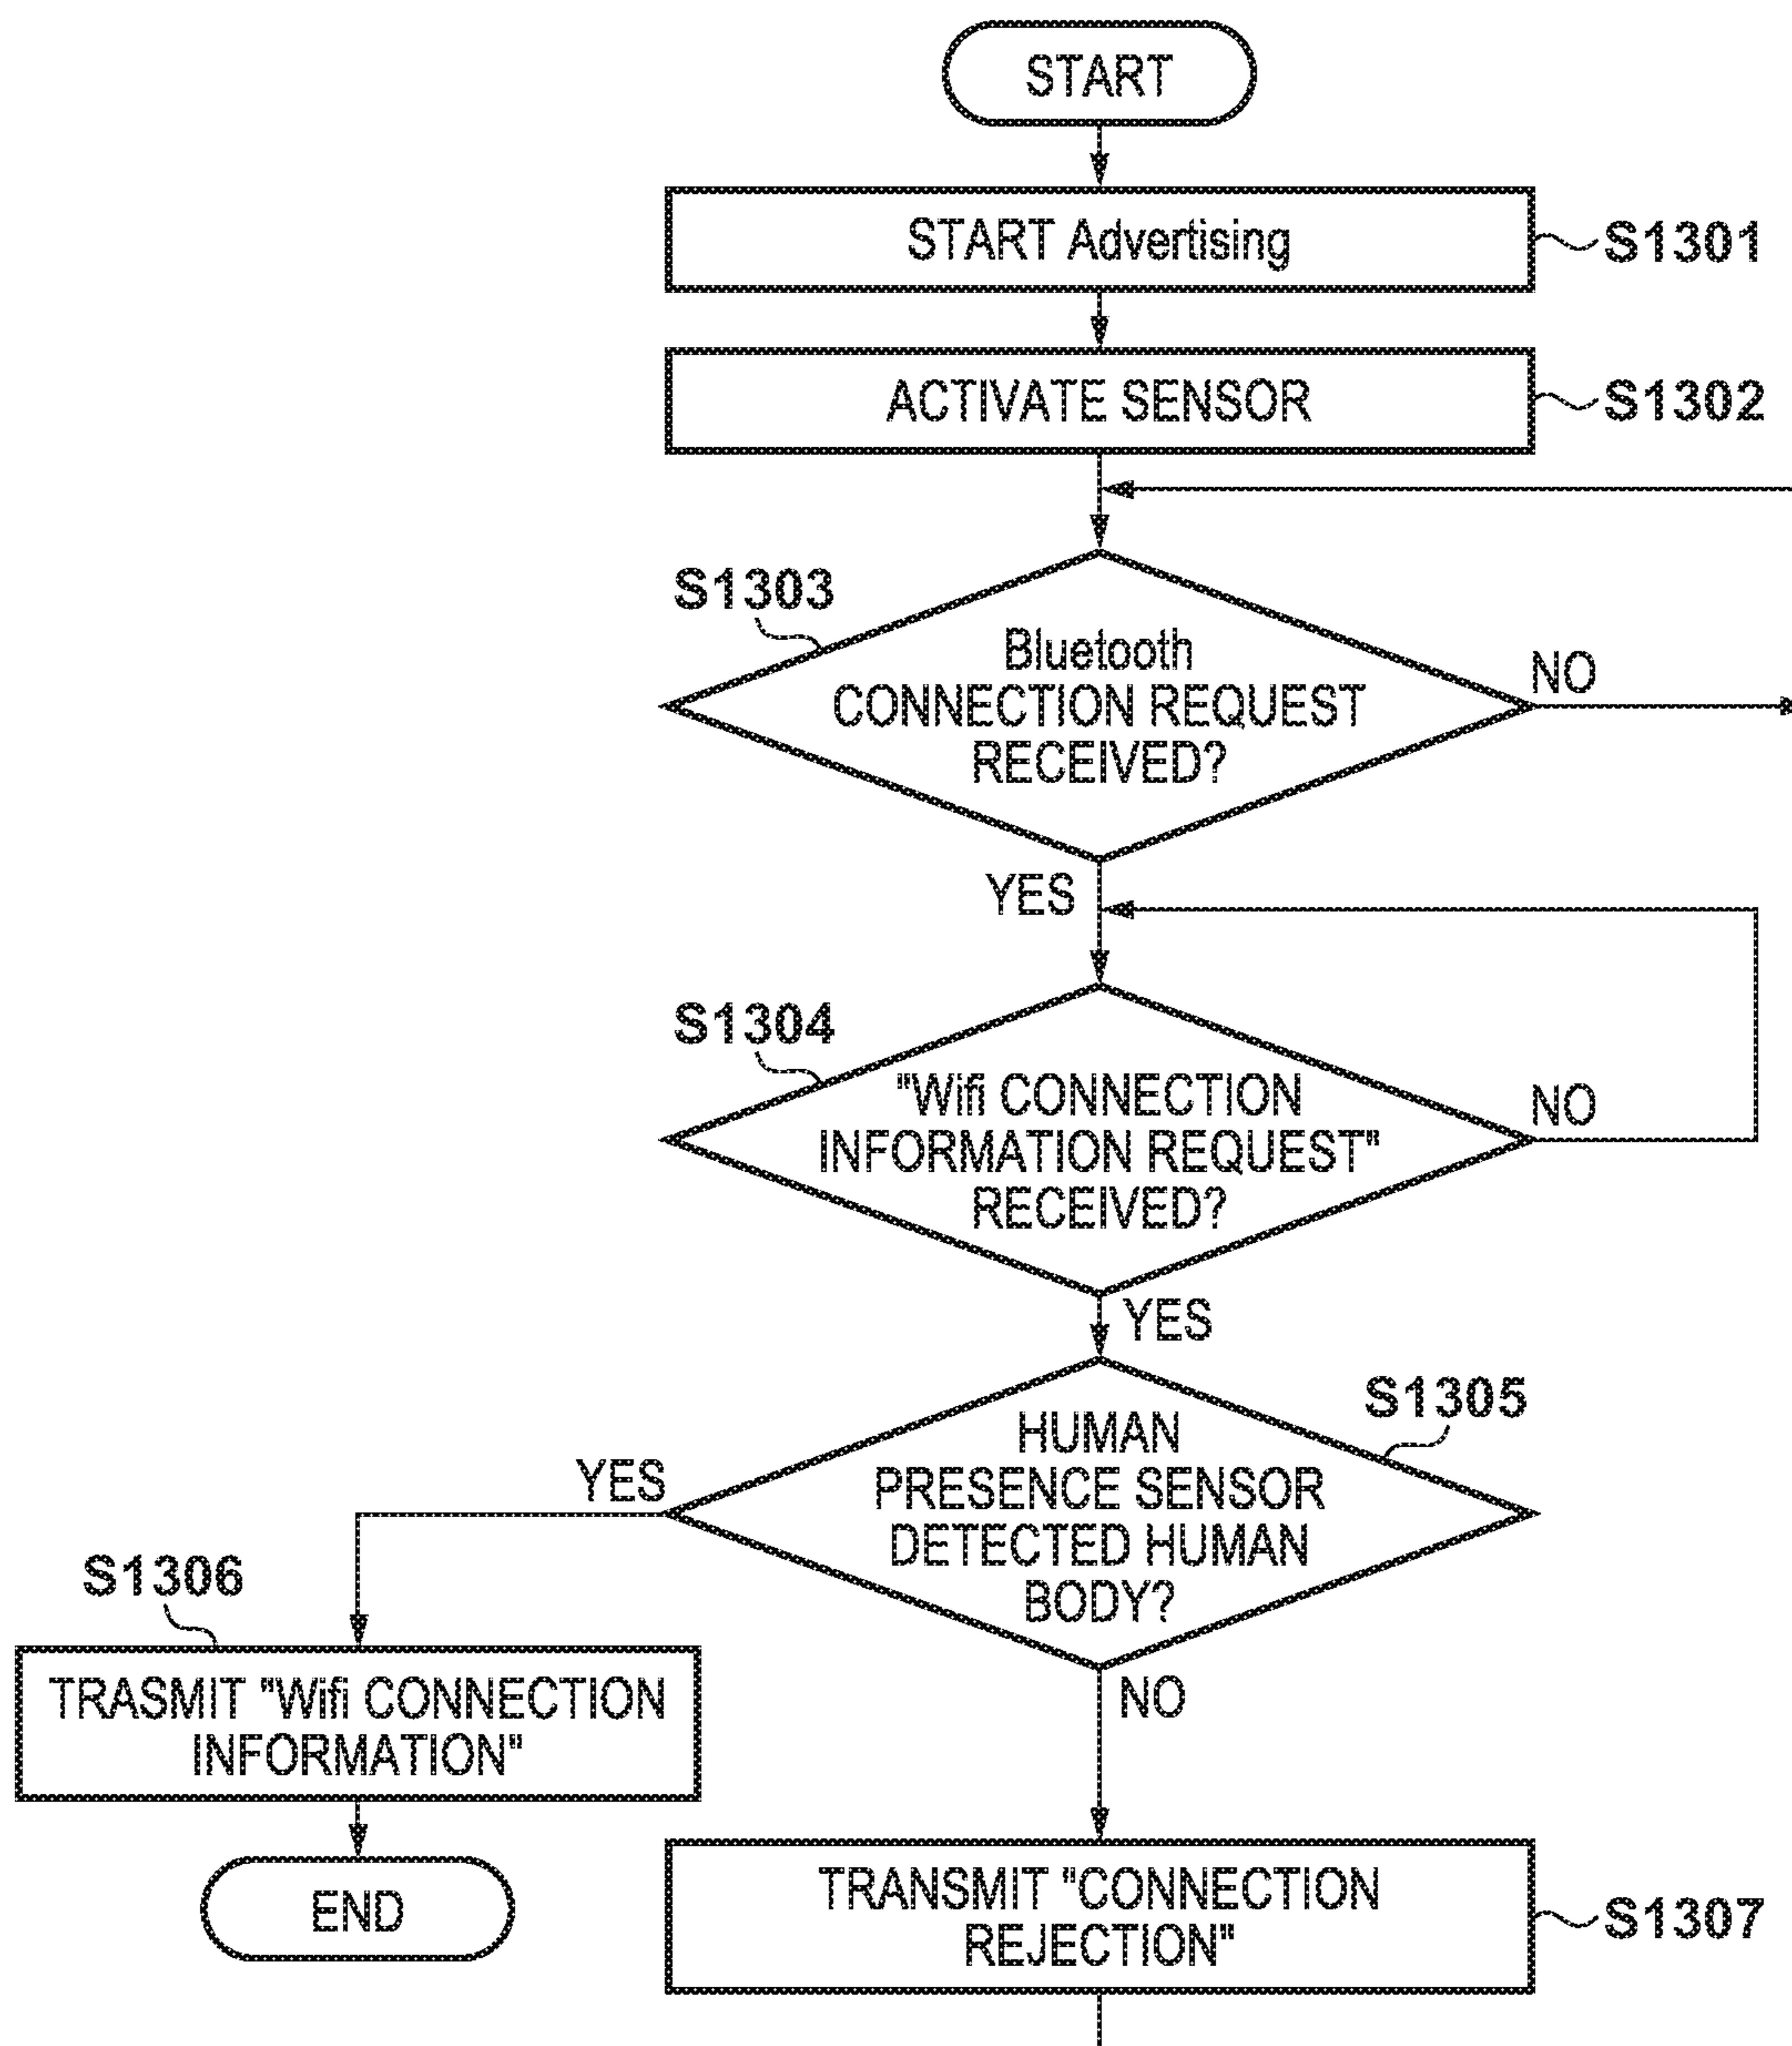 START
START Advertising
S1301
ACTIVATE SENSOR
S1302
S1303
Bluetooth
CONNECTION REQUEST
RECEIVED?
NO
YES
S1304
"Wifi CONNECTION
INFORMATION REQUEST"
RECEIVED?
NO
YES
S1305
HUMAN
PRESENCE SENSOR
DETECTED HUMAN
BODY?
YES
S1306
TRASMIT "Wifi CONNECTION
INFORMATION"
NO
END
TRANSMIT "CONNECTION
REJECTION"
S1307